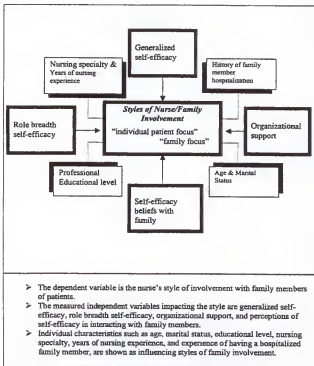 Generalized
self-efficacy
Nursing specialty &
Years of nursing
experience
History of family
member
hospitalization
Role breadth
self-efficacy
Styles of Nurse/Family
Involvement
"individual patient focus"
"family focus"
Organizational
support
Professional
Educational level
Age & Marital
Status
Self-efficacy
beliefs with
family
➢ The dependent variable is the nurse's style of involvement with family members
of patients.
➢ The measured independent variables impacting the style are generalized self-
efficacy, role breadth self-efficacy, organizational support, and perceptions of
self-efficacy in interacting with family members.
➢ Individual characteristics such as age, marital status, educational level, nursing
specialty, years of nursing experience, and experience of having a hospitalized
family member, are shown as influencing styles of family involvement.